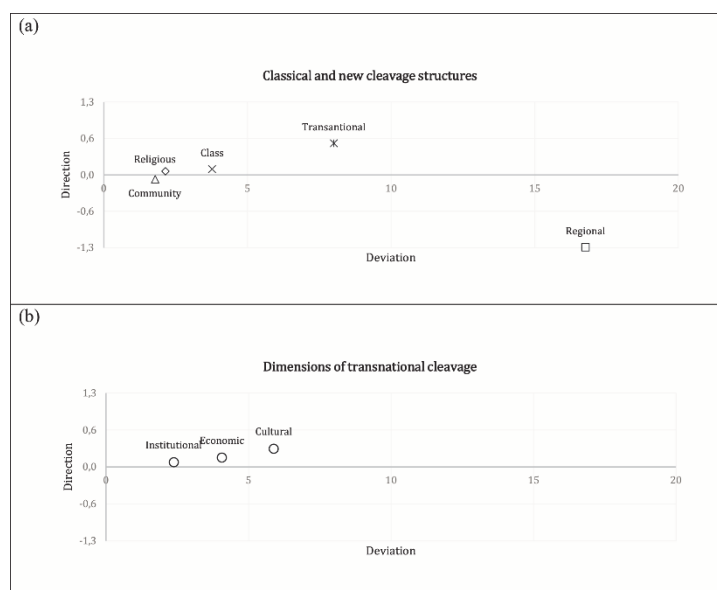 (a)
Classical and new cleavage structures
1,3
Transantional
0,6
Class
Religious
0,0
0 5 10 15 20
Community
-0,6
Regional
-1,3
Direction
Deviation
(b)
Dimensions of transnational cleavage
1,3
0,6
Cultural
Economic
Institutional
0,0
0 5 10 15 20
-0,6
-1,3
Direction
Deviation